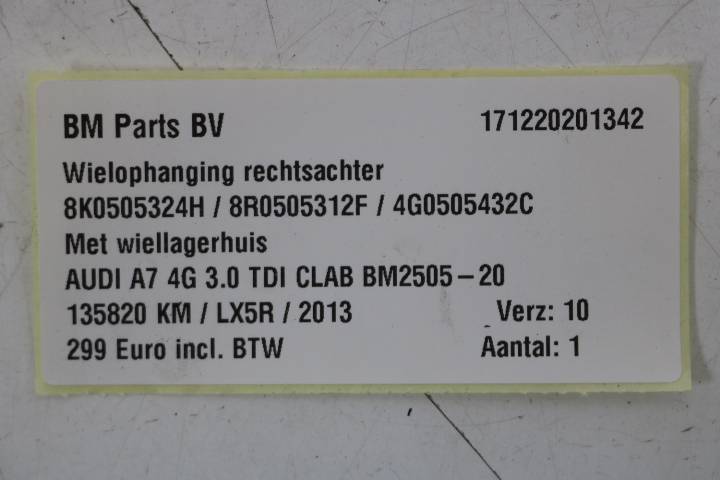 BM Parts BV 171220201342
Wielophanging rechtsachter
8K0505324H / 8R0505312F / 4G0505432C
Met wiellagerhuis
AUDI A7 4G 3.0 TDI CLAB BM2505-20
135820 KM / LX5R / 2013 Verz: 10
299 Euro incl. BTW Aantal: 1